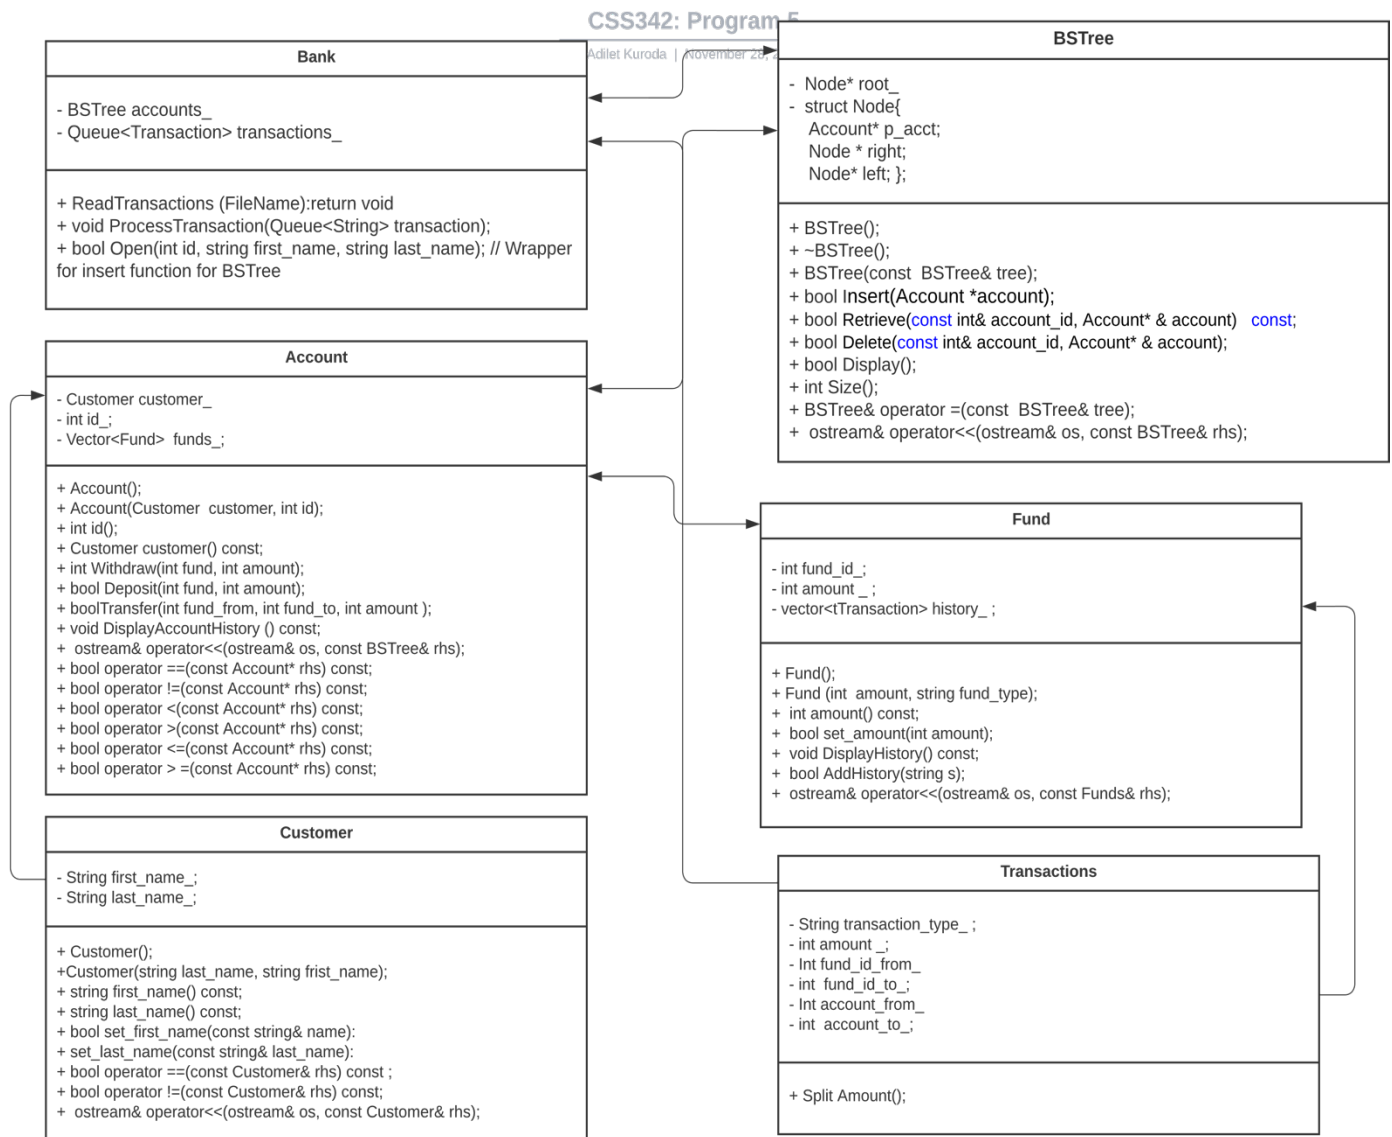 CSS342: Program 5
Adilet Kuroda | November 28, 2
Bank
- BSTree accounts_
- Queue<Transaction> transactions_
+ ReadTransactions (FileName):return void
+ void ProcessTransaction(Queue<String> transaction);
+ bool Open(int id, string first_name, string last_name); // Wrapper
for insert function for BSTree
BSTree
- Node* root_
- struct Node{
Account* p_acct;
Node * right;
Node* left; };
+ BSTree();
+ ~BSTree();
+ BSTree(const BSTree& tree);
+ bool Insert(Account *account);
+ bool Retrieve(const int& account_id, Account* & account) const;
+ bool Delete(const int& account_id, Account* & account);
+ bool Display();
+ int Size();
+ BSTree& operator =(const BSTree& tree);
+ ostream& operator<<(ostream& os, const BSTree& rhs);
Account
- Customer customer_
- int id_;
- Vector<Fund> funds_;
+ Account();
+ Account(Customer customer, int id);
+ int id();
+ Customer customer() const;
+ int Withdraw(int fund, int amount);
+ bool Deposit(int fund, int amount);
+ boolTransfer(int fund_from, int fund_to, int amount );
+ void DisplayAccountHistory () const;
+ ostream& operator<<(ostream& os, const BSTree& rhs);
+ bool operator ==(const Account* rhs) const;
+ bool operator !=(const Account* rhs) const;
+ bool operator <(const Account* rhs) const;
+ bool operator >(const Account* rhs) const;
+ bool operator <=(const Account* rhs) const;
+ bool operator > =(const Account* rhs) const;
Fund
- int fund_id_;
- int amount _ ;
- vector<tTransaction> history_ ;
+ Fund();
+ Fund (int amount, string fund_type);
+ int amount() const;
+ bool set_amount(int amount);
+ void DisplayHistory() const;
+ bool AddHistory(string s);
+ ostream& operator<<(ostream& os, const Funds& rhs);
Customer
- String first_name_;
- String last_name_;
+ Customer();
+Customer(string last_name, string frist_name);
+ string first_name() const;
+ string last_name() const;
+ bool set_first_name(const string& name):
+ set_last_name(const string& last_name):
+ bool operator ==(const Customer& rhs) const ;
+ bool operator !=(const Customer& rhs) const;
+ ostream& operator<<(ostream& os, const Customer& rhs);
Transactions
- String transaction_type_ ;
- int amount _;
- Int fund_id_from_
- int fund_id_to_;
- Int account_from_
- int account_to_;
+ Split Amount();